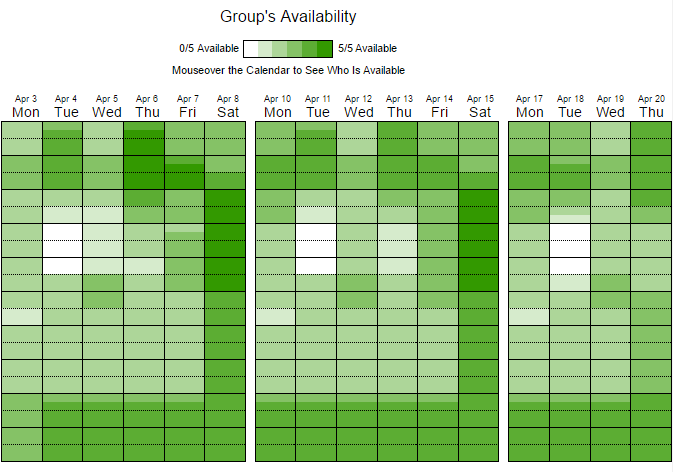 Group's Availability
0/5 Available 5/5 Available
Mouseover the Calendar to See Who Is Available
Apr 3 Apr 4 Apr 5 Apr 6 Apr 7 Apr 8 Apr 10 Apr 11 Apr 12 Apr 13 Apr 14 Apr 15 Apr 17 Apr 18 Apr 19 Apr 20
Mon Tue Wed Thu Fri Sat Mon Tue Wed Thu Fri Sat Mon Tue Wed Thu